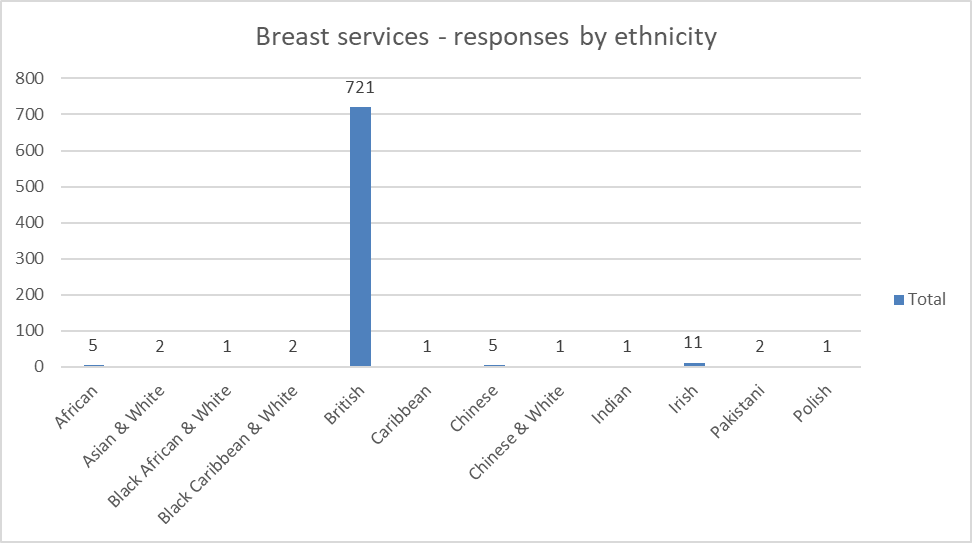 Breast services - responses by ethnicity
800
700
600
500
400
300
200
100
0
5
2
1
2
721
1
5
1
1
11
2
1
African
Asian & White
Black African & White
Black Caribbean & White
British
Caribbean
Chinese
Chinese & White
Indian
Irish
Pakistani
Polish
Total